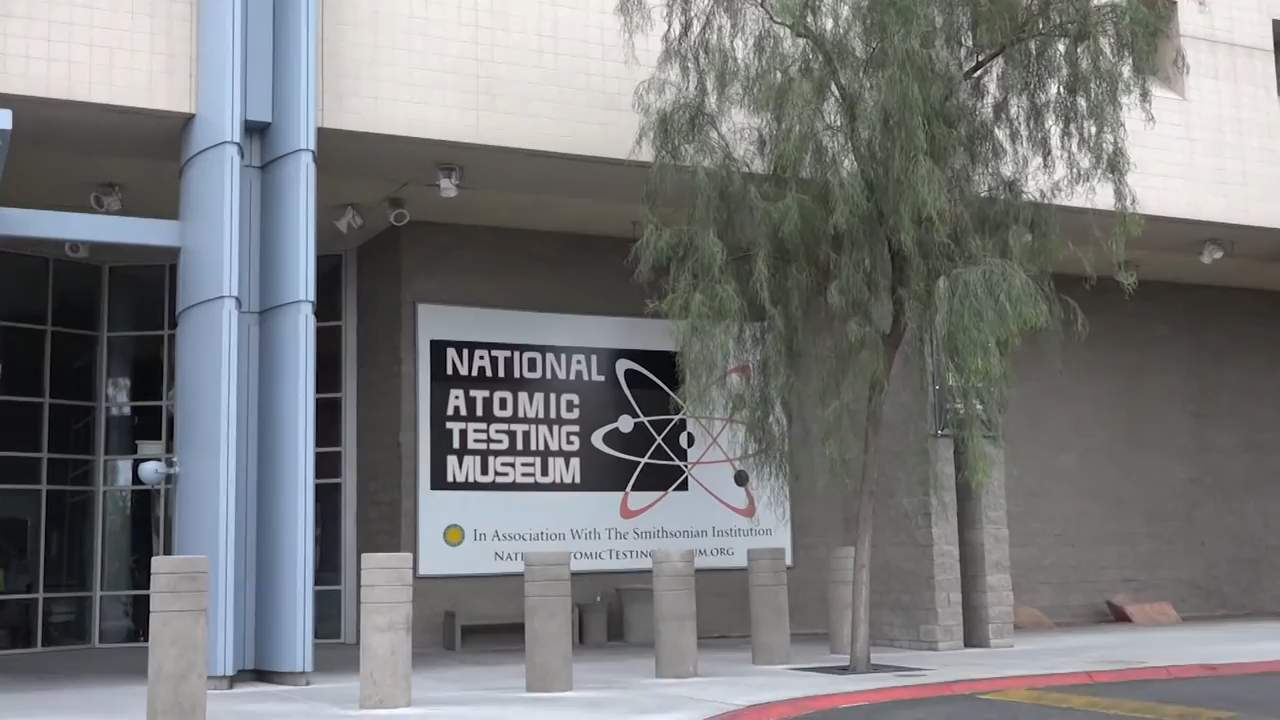 NATIONAL
ATOMIC
TESTING
MUSEUM
In Association With The Smithsonian Institution